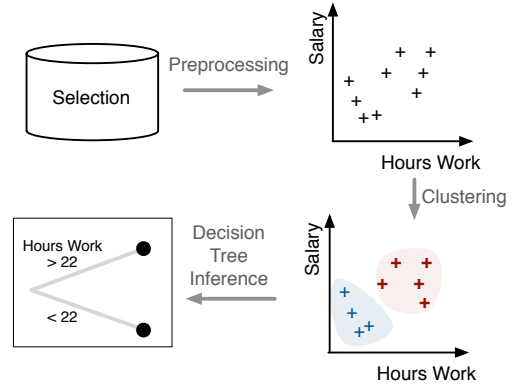 Selection
Preprocessing
Salary
Hours Work
Clustering
Salary
Hours Work
Decision
Tree
Inference
Hours Work
> 22
< 22